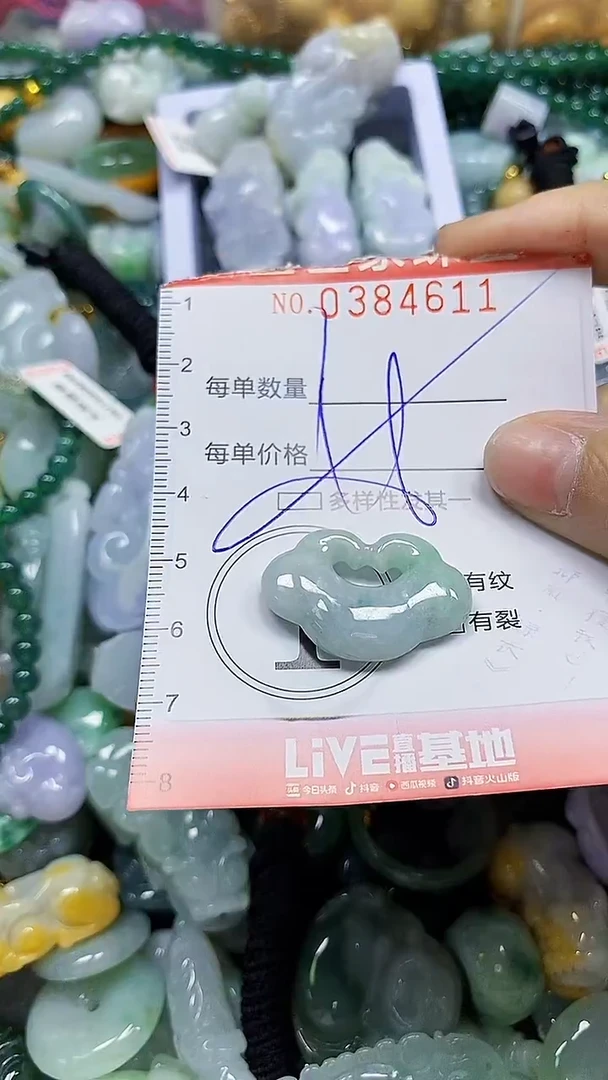 NO.0384611
1
2
每单数量
3
每单价格
4
多样性及其一
5
有纹
6
有裂
7
LiVE直播基地
8
今日头条 抖音 西瓜视频 抖音火山版